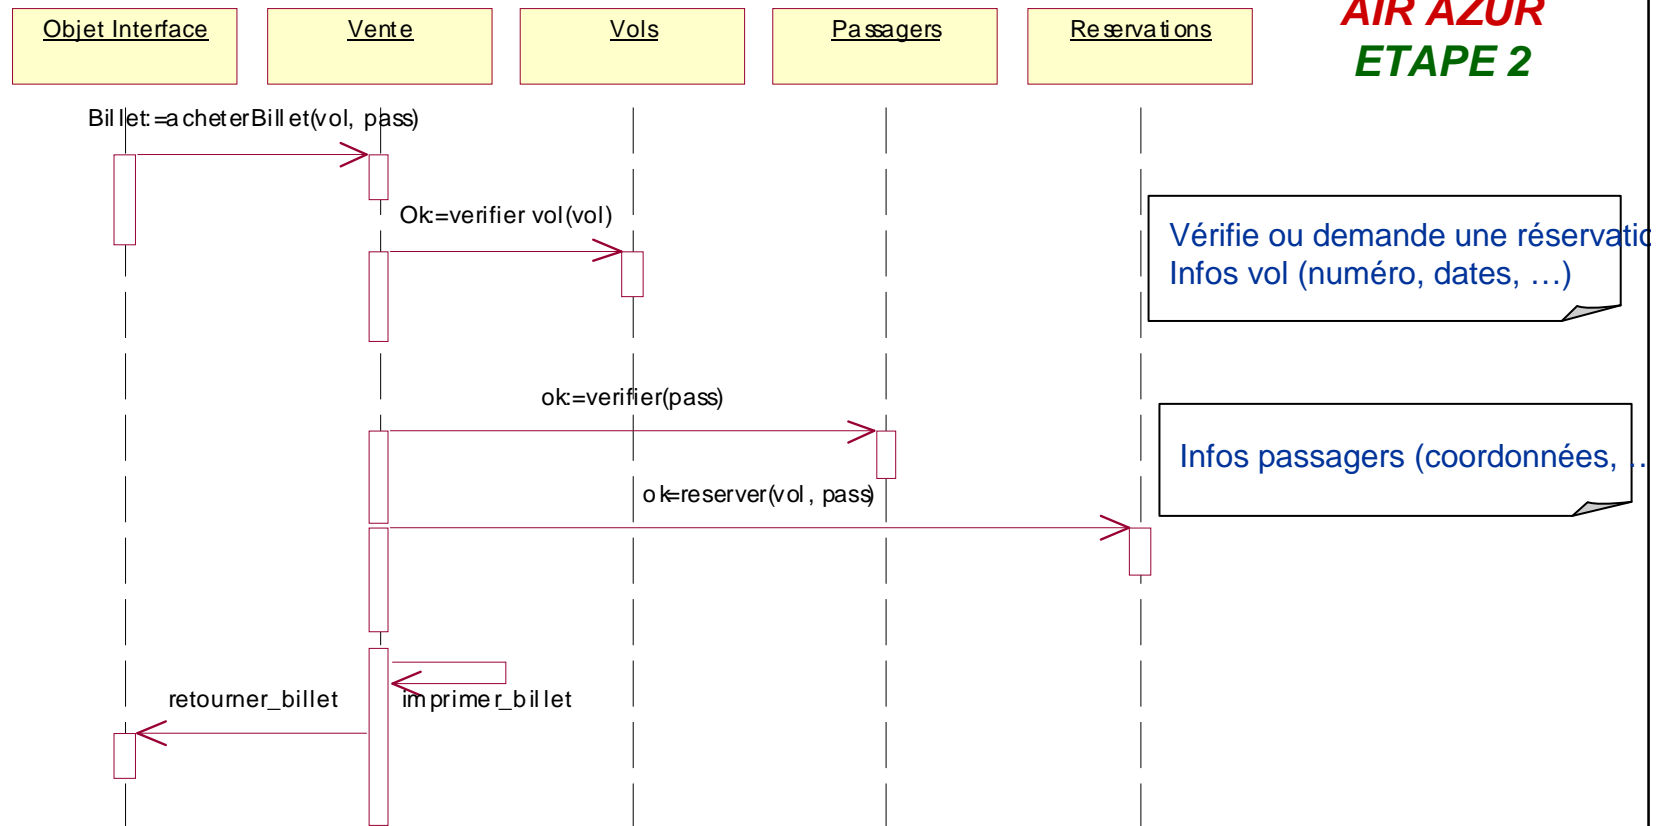 AIR AZUR
ETAPE 2
Objet Interface
Vente
Vols
Passagers
Reservations
Billet:=acheterBillet(vol, pass)
Ok:=verifier vol(vol)
Vérifie ou demande une réservatio
Infos vol (numéro, dates, …)
ok:=verifier(pass)
Infos passagers (coordonnées, …
ok=reserver(vol, pass)
imprimer_billet
retourner_billet